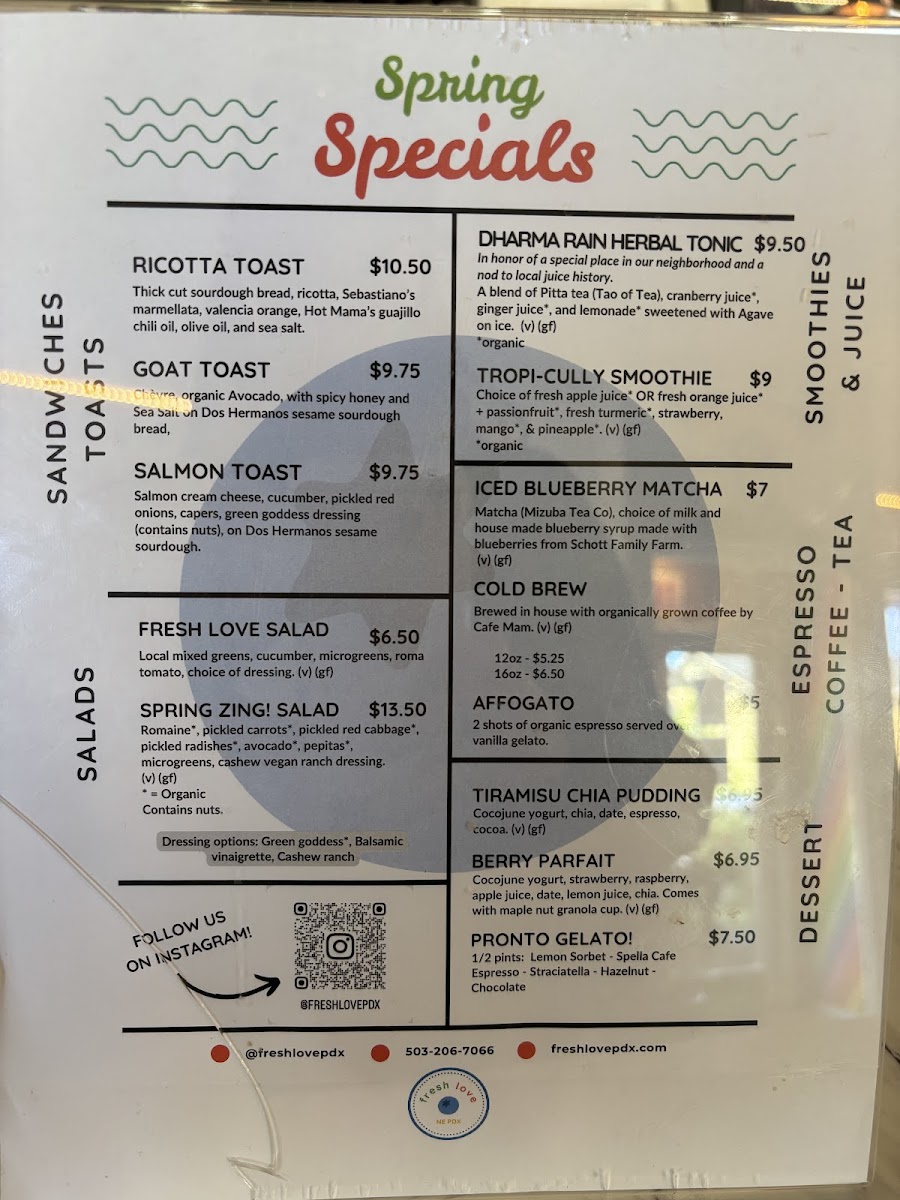 Spring
Specials
SANDWICHES
TOASTS
RICOTTA TOAST $10.50
Thick cut sourdough bread, ricotta, Sebastiano's
marmellata, valencia orange, Hot Mama's guajillo
chili oil, olive oil, and sea salt.
GOAT TOAST $9.75
Chèvre, organic Avocado, with spicy honey and
Sea Salt on Dos Hermanos sesame sourdough
bread,
SALMON TOAST $9.75
Salmon cream cheese, cucumber, pickled red
onions, capers, green goddess dressing
(contains nuts), on Dos Hermanos sesame
sourdough.
SALADS
FRESH LOVE SALAD $6.50
Local mixed greens, cucumber, microgreens, roma
tomato, choice of dressing. (v) (gf)
SPRING ZING! SALAD $13.50
Romaine*, pickled carrots*, pickled red cabbage*,
pickled radishes*, avocado*, pepitas*,
microgreens, cashew vegan ranch dressing.
(v) (gf)
* = Organic
Contains nuts.
Dressing options: Green goddess*, Balsamic
vinaigrette, Cashew ranch
FOLLOW US
ON INSTAGRAM!
@FRESHLOVEPDX
SMOOTHIES
& JUICE
DHARMA RAIN HERBAL TONIC $9.50
In honor of a special place in our neighborhood and a
nod to local juice history.
A blend of Pitta tea (Tao of Tea), cranberry juice*,
ginger juice*, and lemonade* sweetened with Agave
on ice. (v) (gf)
*organic
TROPI-CULLY SMOOTHIE $9
Choice of fresh apple juice* OR fresh orange juice*
+ passionfruit*, fresh turmeric*, strawberry,
mango*, & pineapple*. (v) (gf)
*organic
ESPRESSO
COFFEE - TEA
ICED BLUEBERRY MATCHA $7
Matcha (Mizuba Tea Co), choice of milk and
house made blueberry syrup made with
blueberries from Schott Family Farm.
(v) (gf)
COLD BREW
Brewed in house with organically grown coffee by
Cafe Mam. (v) (gf)
12oz - $5.25
16oz - $6.50
AFFOGATO $5
2 shots of organic espresso served over
vanilla gelato.
DESSERT
TIRAMISU CHIA PUDDING $6.95
Cocojune yogurt, chia, date, espresso,
cocoa. (v) (gf)
BERRY PARFAIT $6.95
Cocojune yogurt, strawberry, raspberry,
apple juice, date, lemon juice, chia. Comes
with maple nut granola cup. (v) (gf)
PRONTO GELATO! $7.50
1/2 pints: Lemon Sorbet - Spella Cafe
Espresso - Straciatella - Hazelnut -
Chocolate
@freshlovepdx 503-206-7066 freshlovepdx.com
fresh love
NE PDX